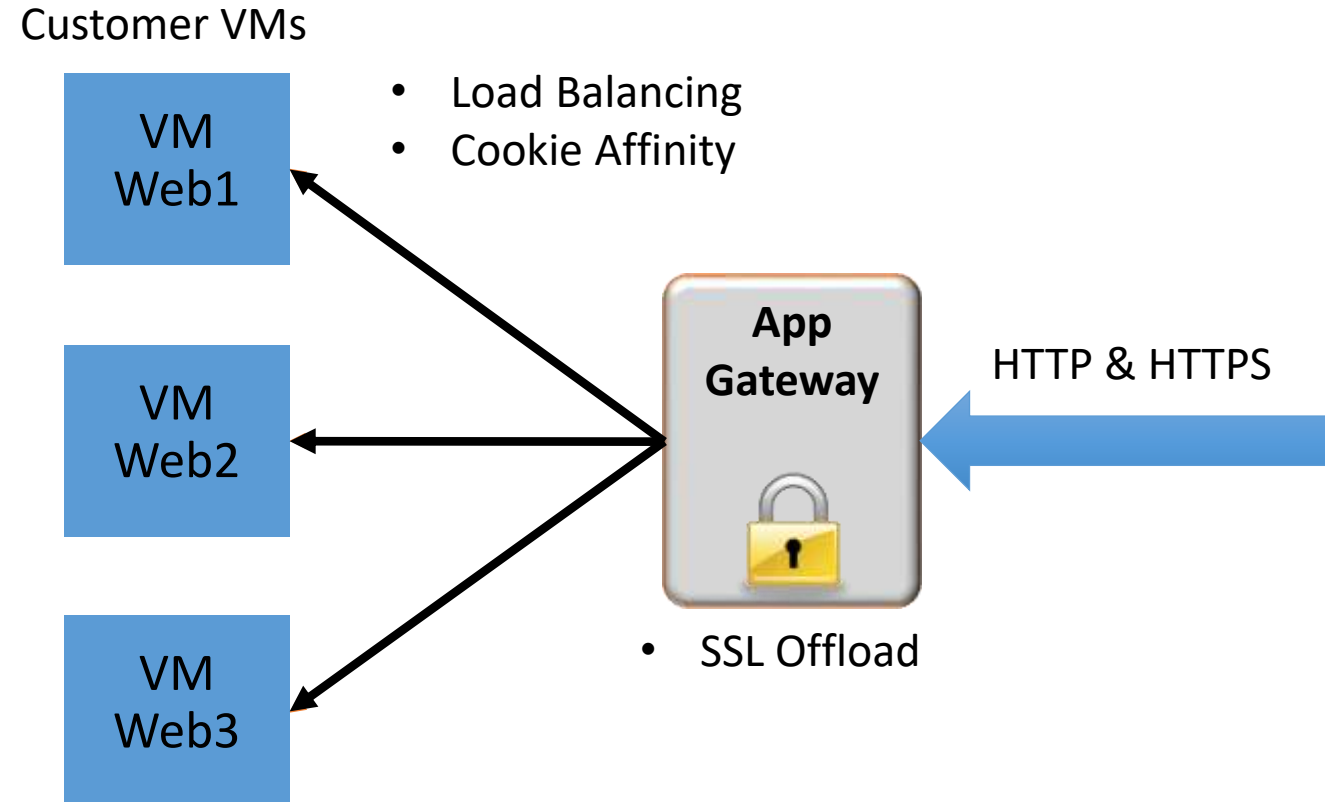 Customer VMs
VM
Web1
• Load Balancing
• Cookie Affinity
VM
Web2
App
Gateway
HTTP & HTTPS
VM
Web3
• SSL Offload